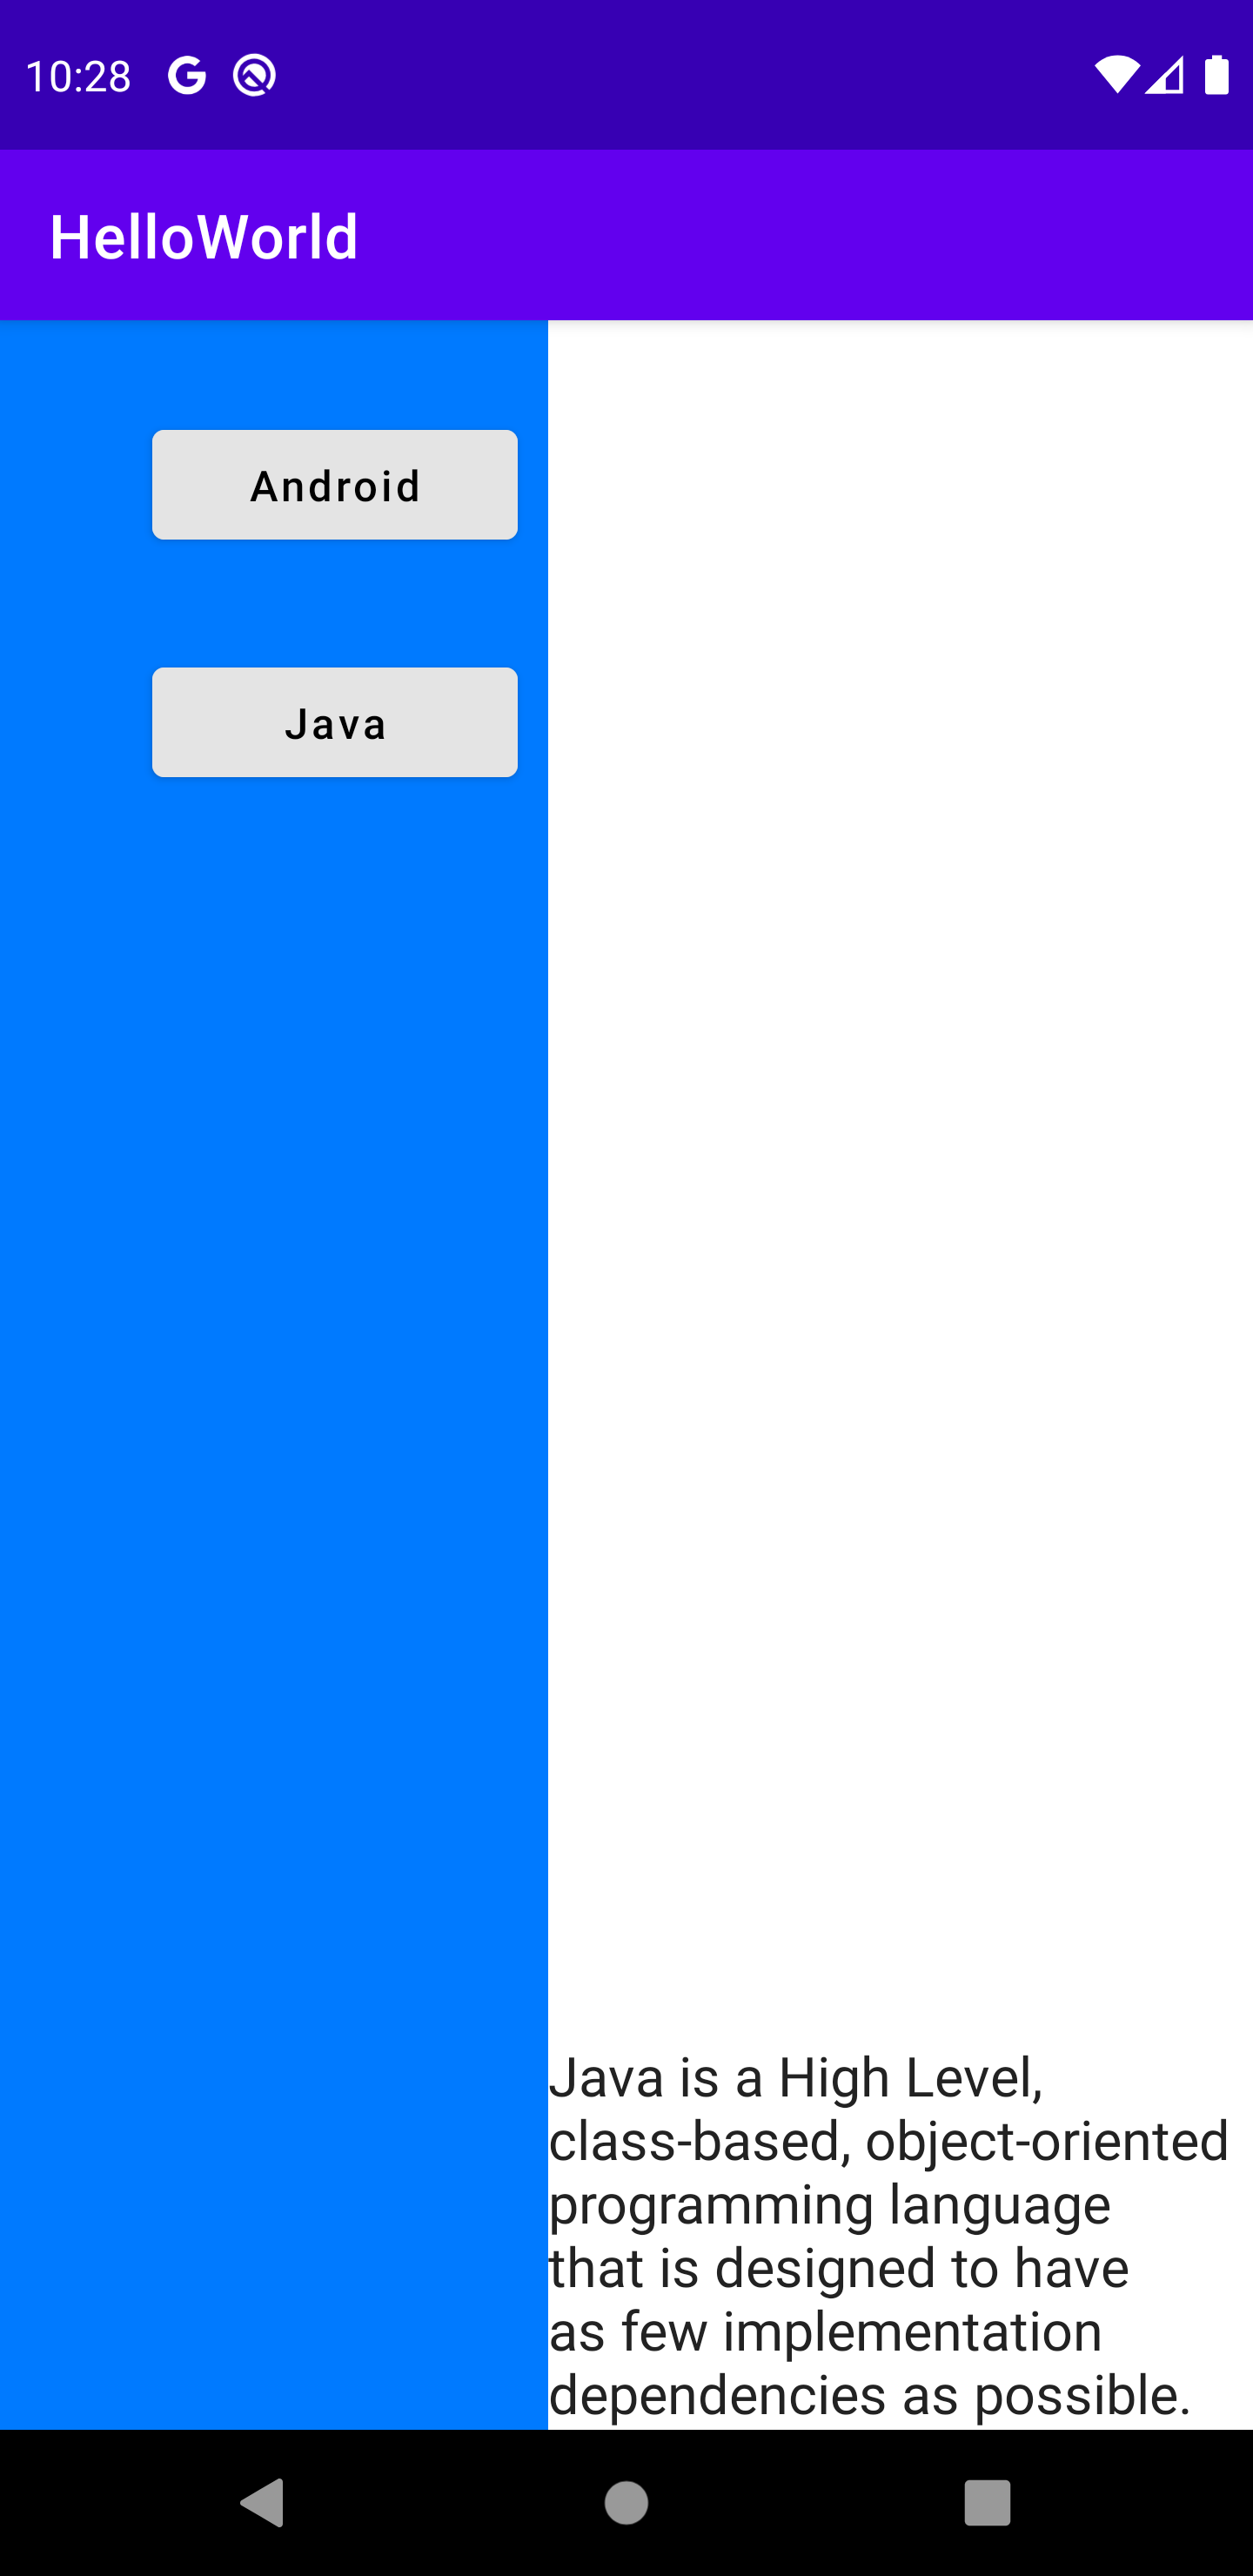 10:28
HelloWorld
Android
Java
Java is a High Level,
class-based, object-oriented
programming language
that is designed to have
as few implementation
dependencies as possible.